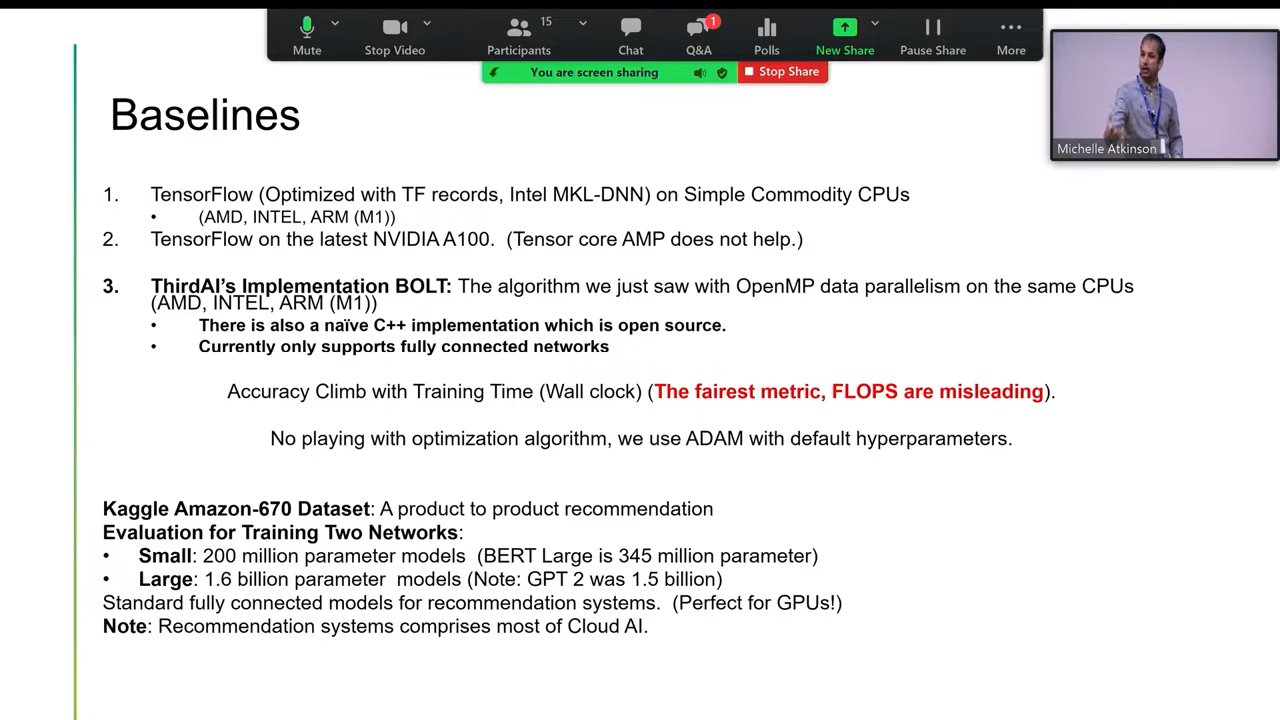 15
1
Mute
Stop Video
Participants
Chat
Q&A
Polls
New Share
Pause Share
More
You are screen sharing
Stop Share
Michelle Atkinson
Baselines
1. TensorFlow (Optimized with TF records, Intel MKL-DNN) on Simple Commodity CPUs
• (AMD, INTEL, ARM (M1))
2. TensorFlow on the latest NVIDIA A100. (Tensor core AMP does not help.)
3. ThirdAI's Implementation BOLT: The algorithm we just saw with OpenMP data parallelism on the same CPUs
(AMD, INTEL, ARM (M1))
• There is also a naïve C++ implementation which is open source.
• Currently only supports fully connected networks
Accuracy Climb with Training Time (Wall clock) (The fairest metric, FLOPS are misleading).
No playing with optimization algorithm, we use ADAM with default hyperparameters.
Kaggle Amazon-670 Dataset: A product to product recommendation
Evaluation for Training Two Networks:
• Small: 200 million parameter models (BERT Large is 345 million parameter)
• Large: 1.6 billion parameter models (Note: GPT 2 was 1.5 billion)
Standard fully connected models for recommendation systems. (Perfect for GPUs!)
Note: Recommendation systems comprises most of Cloud AI.